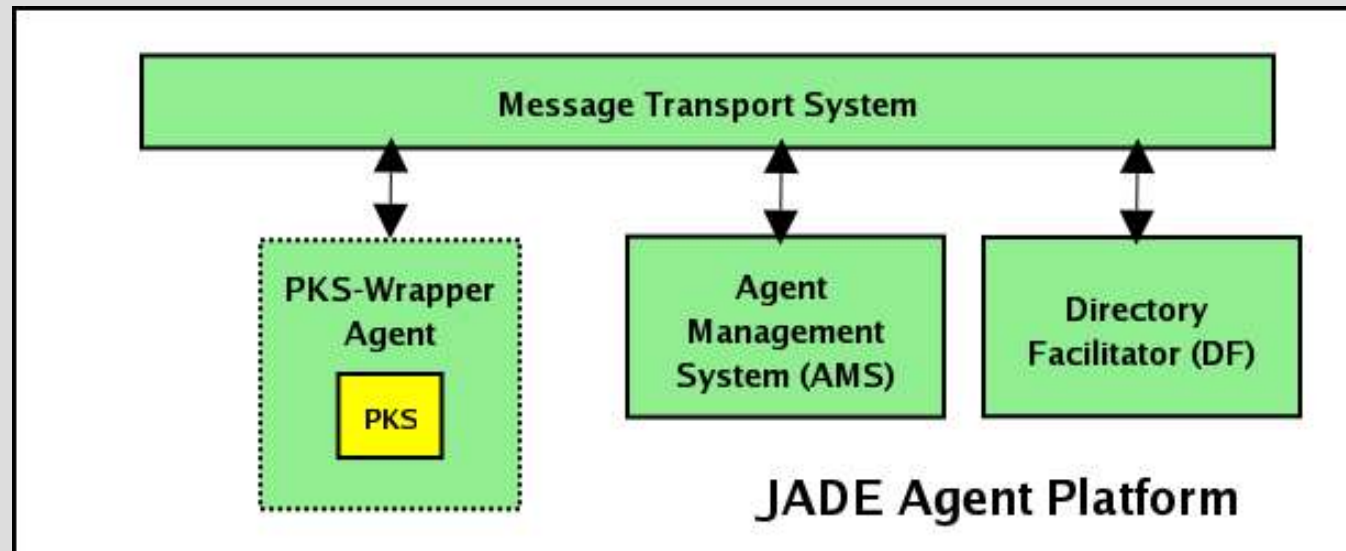 Message Transport System
PKS-Wrapper
Agent
PKS
Agent
Management
System (AMS)
Directory
Facilitator (DF)
JADE Agent Platform